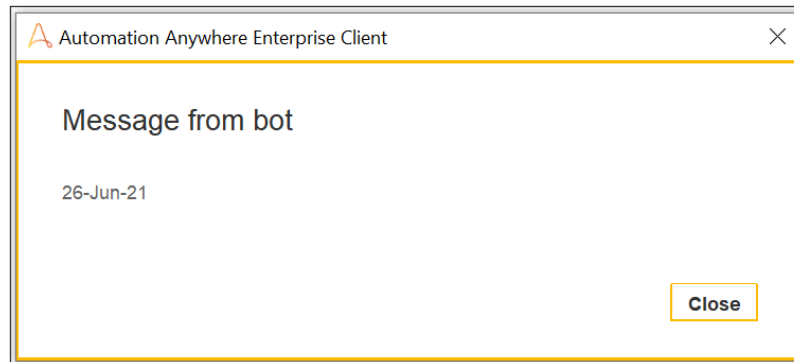 Automation Anywhere Enterprise Client
Message from bot
26-Jun-21
Close